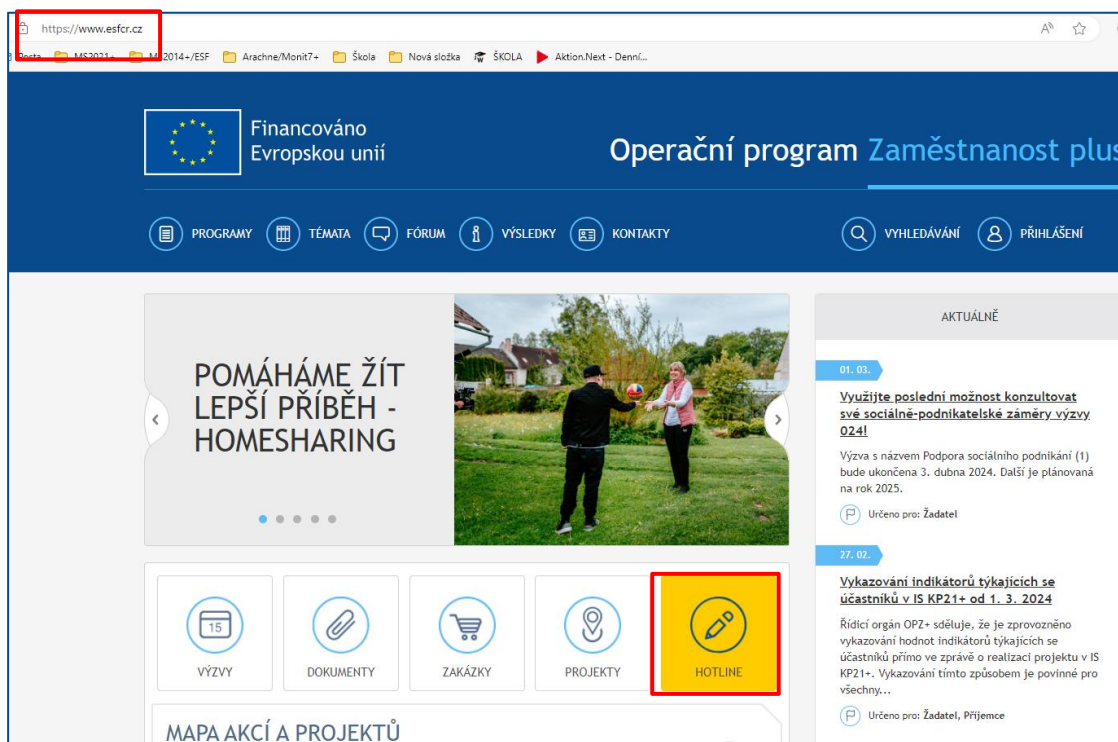 https://www.esfcr.cz
Posta MS2021+ MS2014+/ESF Arachne/Monit7+ Škola Nová složka ŠKOLA Aktion.Next - Denní...
Financováno
Evropskou unií
Operační program Zaměstnanost plus
PROGRAMY TÉMATA FÓRUM VÝSLEDKY KONTAKTY VYHLEDÁVÁNÍ PŘIHLÁŠENÍ
POMÁHÁME ŽÍT
LEPŠÍ PŘÍBĚH -
HOMESHARING
AKTUÁLNĚ
01. 03.
Využijte poslední možnost konzultovat
své sociálně-podnikatelské záměry výzvy
024!
Výzva s názvem Podpora sociálního podnikání (1)
bude ukončena 3. dubna 2024. Další je plánovaná
na rok 2025.
Určeno pro: Žadatel
27. 02.
Vykazování indikátorů týkajících se
účastníků v IS KP21+ od 1. 3. 2024
Řídicí orgán OPZ+ sděluje, že je zprovozněno
vykazování hodnot indikátorů týkajících se
účastníků přímo ve zprávě o realizaci projektu v IS
KP21+. Vykazování tímto způsobem je povinné pro
všechny...
Určeno pro: Žadatel, Příjemce
15
VÝZVY DOKUMENTY ZAKÁZKY PROJEKTY HOTLINE
MAPA AKCÍ A PROJEKTŮ